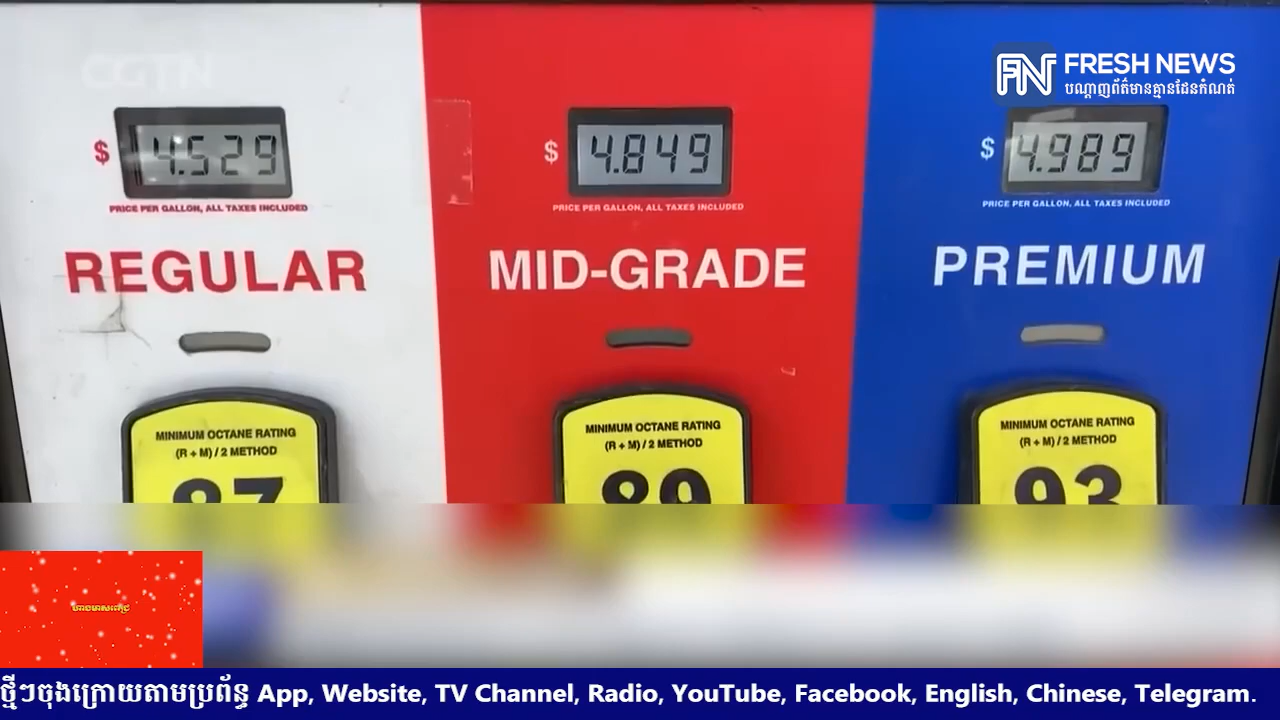 CGTN
FRESH NEWS
បណ្តាញព័ត៌មានគ្មានដែនកំណត់
$ 4.529
PRICE PER GALLON, ALL TAXES INCLUDED
REGULAR
MINIMUM OCTANE RATING
(R + M) / 2 METHOD
87
$ 4.849
PRICE PER GALLON, ALL TAXES INCLUDED
MID-GRADE
MINIMUM OCTANE RATING
(R + M) / 2 METHOD
89
$ 4.989
PRICE PER GALLON, ALL TAXES INCLUDED
PREMIUM
MINIMUM OCTANE RATING
(R + M) / 2 METHOD
93
ថ្មីៗចុងក្រោយតាមប្រព័ន្ធ App, Website, TV Channel, Radio, YouTube, Facebook, English, Chinese, Telegram.